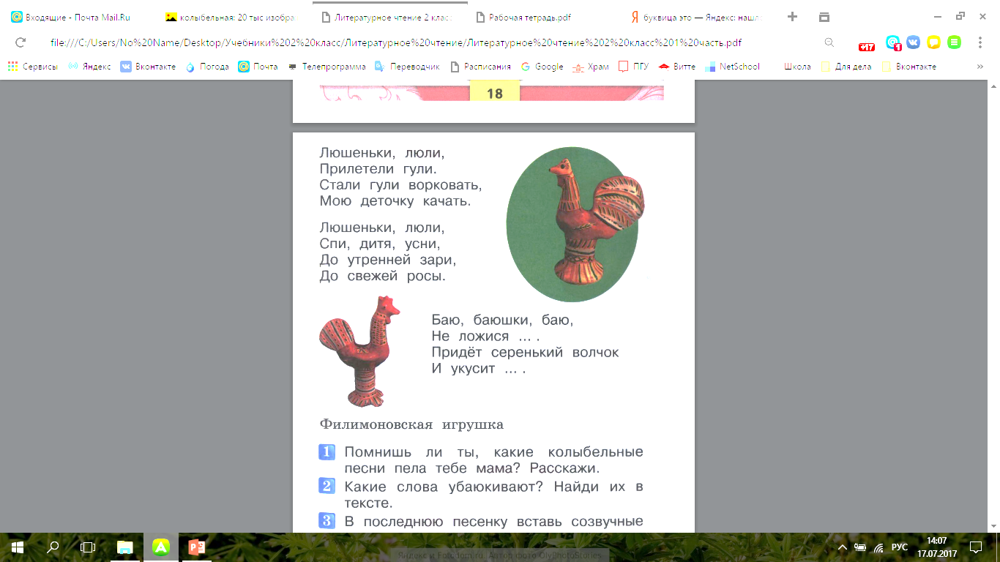 Входящие - Почта Mail.Ru
колыбельная: 20 тыс изобра
Литературное чтение 2 клас
Рабочая тетрадь.pdf
буквица это — Яндекс: нашл
file:///C:/Users/No%20Name/Desktop/Учебники%202%20класс/Литературное%20чтение/Литературное%20чтение%202%20класс%201%20часть.pdf
+17
1
Сервисы
Яндекс
Вконтакте
Погода
Почта
Телепрограмма
Переводчик
Расписания
Google
Храм
ПГУ
Витте
NetSchool
Школа
Для дела
Вконтакте
»
18
Люшеньки, люли,
Прилетели гули.
Стали гули ворковать,
Мою деточку качать.
Люшеньки, люли,
Спи, дитя, усни,
До утренней зари,
До свежей росы.
Баю, баюшки, баю,
Не ложися ... .
Придёт серенький волчок
И укусит ... .
Филимоновская игрушка
1 Помнишь ли ты, какие колыбельные
песни пела тебе мама? Расскажи.
2 Какие слова убаюкивают? Найди их в
тексте.
3 В последнюю песенку вставь созвучные
РУС
14:07
17.07.2017